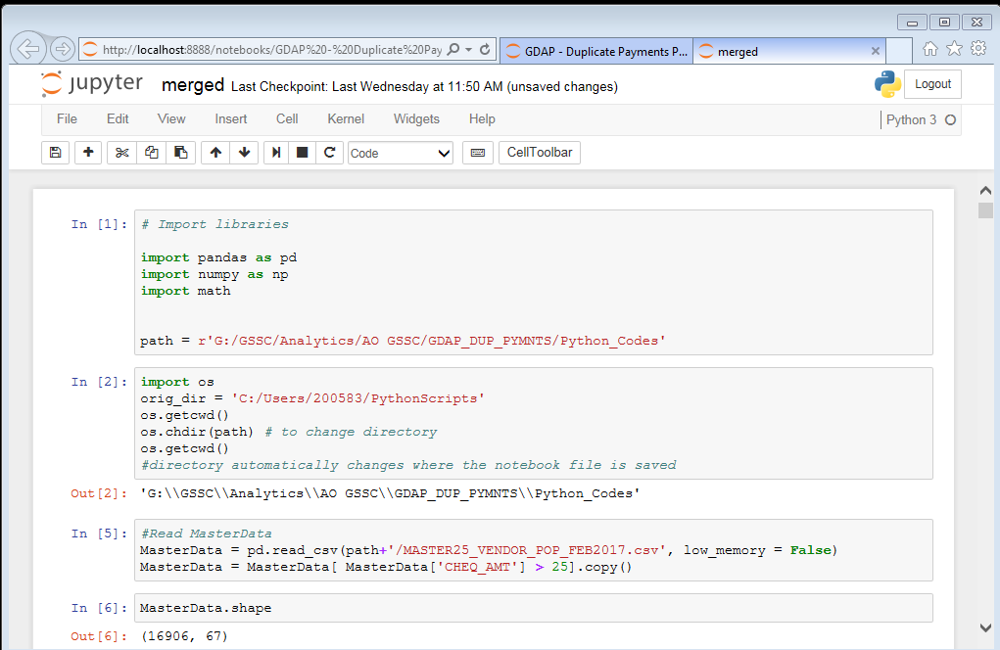 http://localhost:8888/notebooks/GDAP%20-%20Duplicate%20Pay
GDAP - Duplicate Payments P...
merged
jupyter merged Last Checkpoint: Last Wednesday at 11:50 AM (unsaved changes)
Logout
File Edit View Insert Cell Kernel Widgets Help
Python 3
Code
CellToolbar
In [1]: # Import libraries
import pandas as pd
import numpy as np
import math
path = r'G:/GSSC/Analytics/AO GSSC/GDAP_DUP_PYMNTS/Python_Codes'
In [2]: import os
orig_dir = 'C:/Users/200583/PythonScripts'
os.getcwd()
os.chdir(path) # to change directory
os.getcwd()
#directory automatically changes where the notebook file is saved
Out[2]: 'G:\\GSSC\\Analytics\\AO GSSC\\GDAP_DUP_PYMNTS\\Python_Codes'
In [5]: #Read MasterData
MasterData = pd.read_csv(path+'/MASTER25_VENDOR_POP_FEB2017.csv', low_memory = False)
MasterData = MasterData[ MasterData['CHEQ_AMT'] > 25].copy()
In [6]: MasterData.shape
Out[6]: (16906, 67)